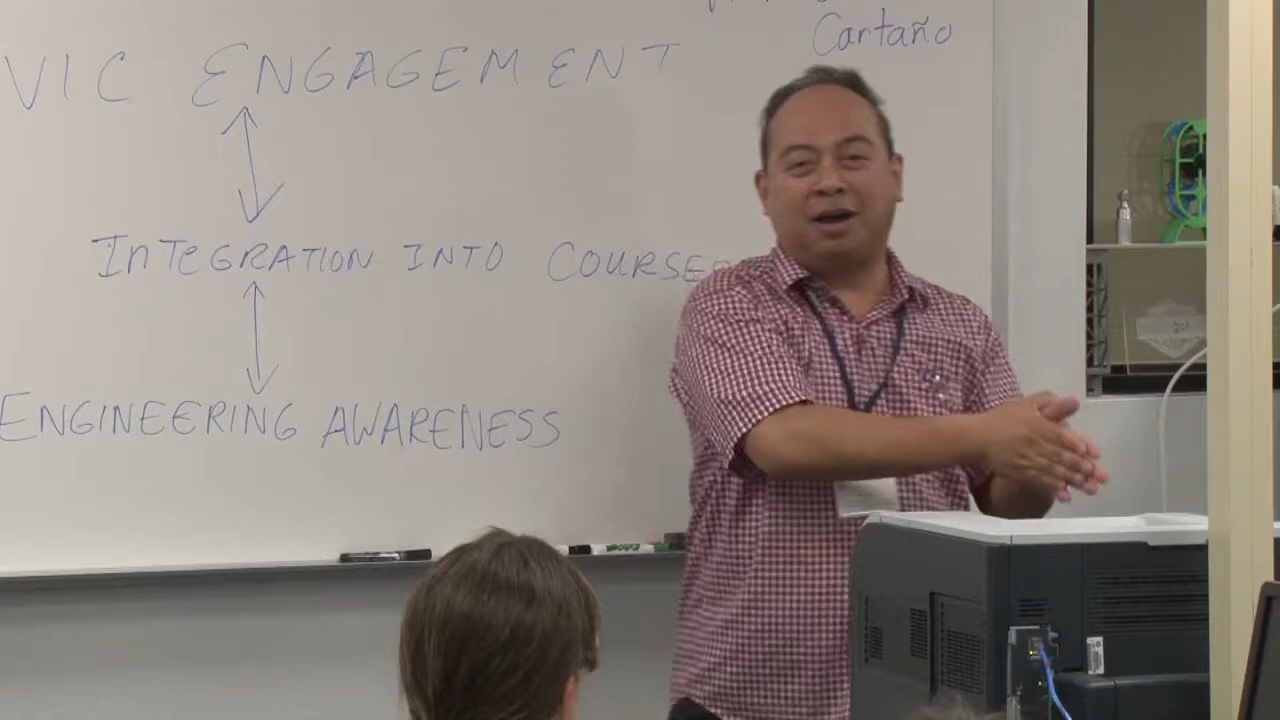 Cartaño
VIC ENGAGEMENT
INTEGRATION INTO COURSES
ENGINEERING AWARENESS